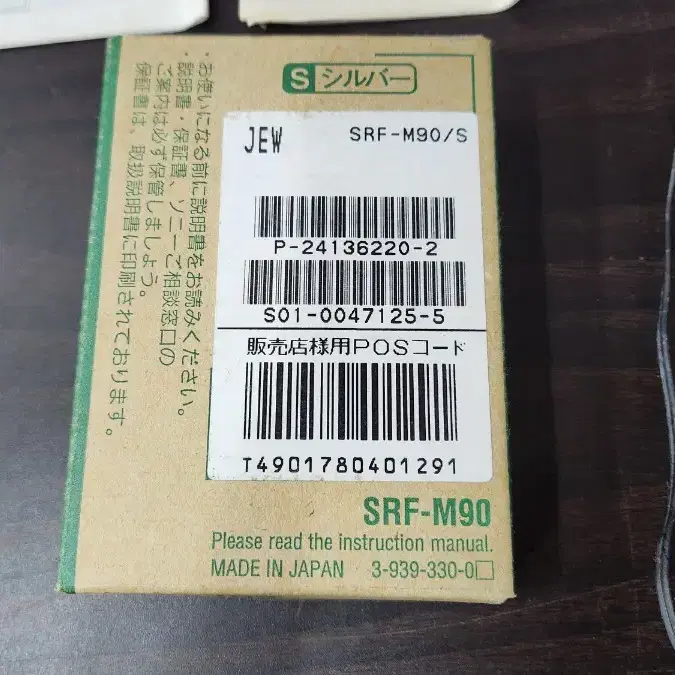 S シルバー
JEW SRF-M90/S
P-24136220-2
S01-0047125-5
販売店様用POSコード
T4901780401291
SRF-M90
Please read the instruction manual.
MADE IN JAPAN 3-939-330-0□
・お使いになる前に説明書をお読みください。
・説明書・保証書、ソニーご相談窓口の
ご案内は必ず保管しましょう。
保証書は、取扱説明書に印刷されております。